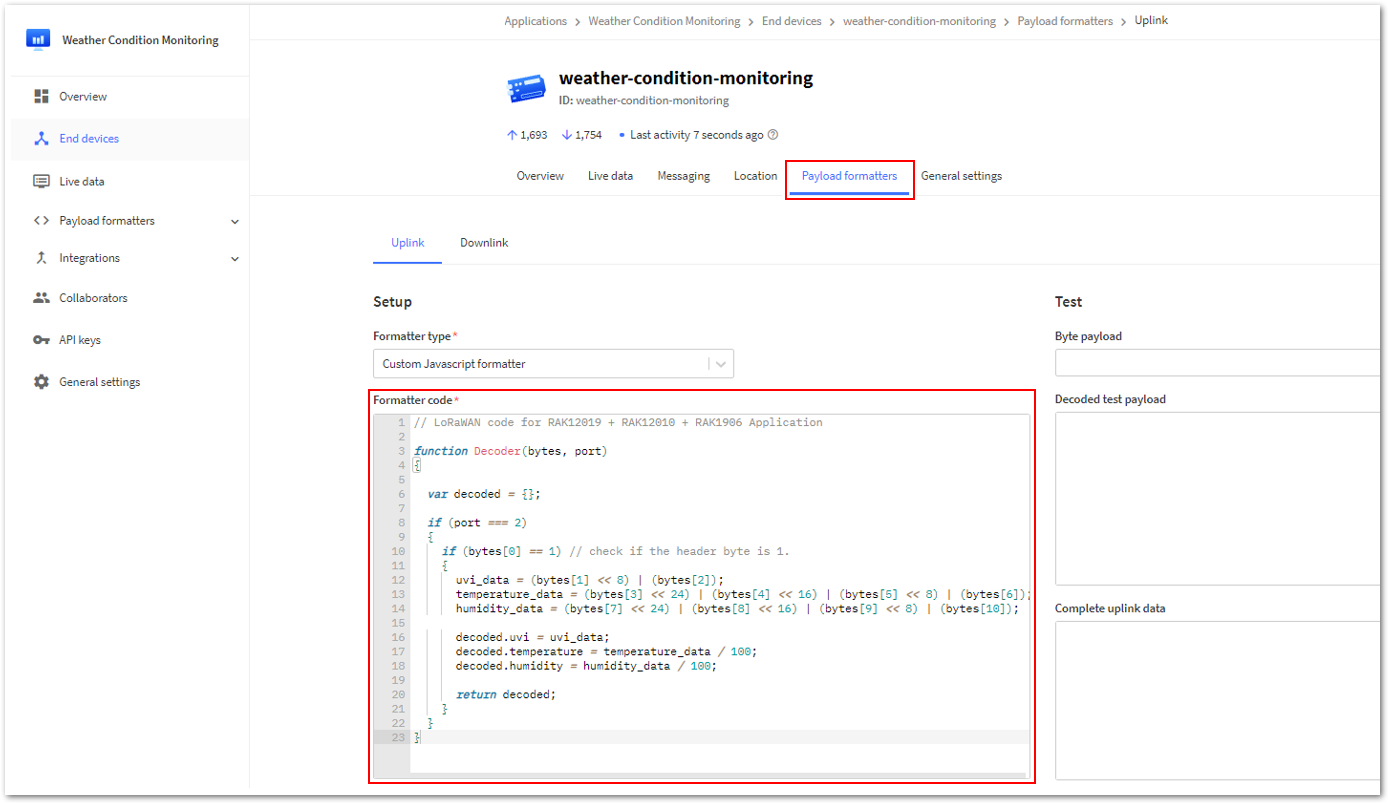 Applications > Weather Condition Monitoring > End devices > weather-condition-monitoring > Payload formatters > Uplink
Weather Condition Monitoring
Overview
End devices
Live data
Payload formatters
Integrations
Collaborators
API keys
General settings
weather-condition-monitoring
ID: weather-condition-monitoring
↑ 1,693 ↓ 1,754 • Last activity 7 seconds ago
Overview Live data Messaging Location Payload formatters General settings
Uplink Downlink
Setup
Formatter type*
Custom Javascript formatter
Formatter code*
1 // LoRaWAN code for RAK12019 + RAK12010 + RAK1906 Application
2
3 function Decoder(bytes, port)
4 {
5
6 var decoded = {};
7
8 if (port === 2)
9 {
10 if (bytes[0] == 1) // check if the header byte is 1.
11 {
12 uvi_data = (bytes[1] << 8) | (bytes[2]);
13 temperature_data = (bytes[3] << 24) | (bytes[4] << 16) | (bytes[5] << 8) | (bytes[6]);
14 humidity_data = (bytes[7] << 24) | (bytes[8] << 16) | (bytes[9] << 8) | (bytes[10]);
15
16 decoded.uvi = uvi_data;
17 decoded.temperature = temperature_data / 100;
18 decoded.humidity = humidity_data / 100;
19
20 return decoded;
21 }
22 }
23 }
Test
Byte payload
Decoded test payload
Complete uplink data